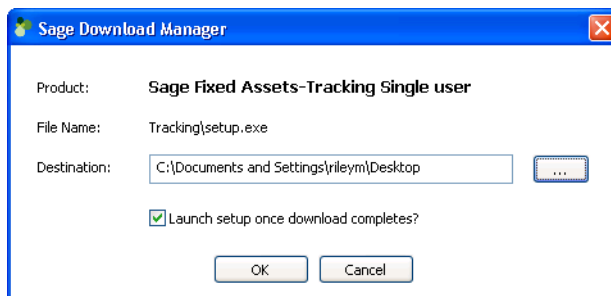 Sage Download Manager
Product: Sage Fixed Assets-Tracking Single user
File Name: Tracking\setup.exe
Destination: C:\Documents and Settings\rileym\Desktop ...
Launch setup once download completes?
OK Cancel